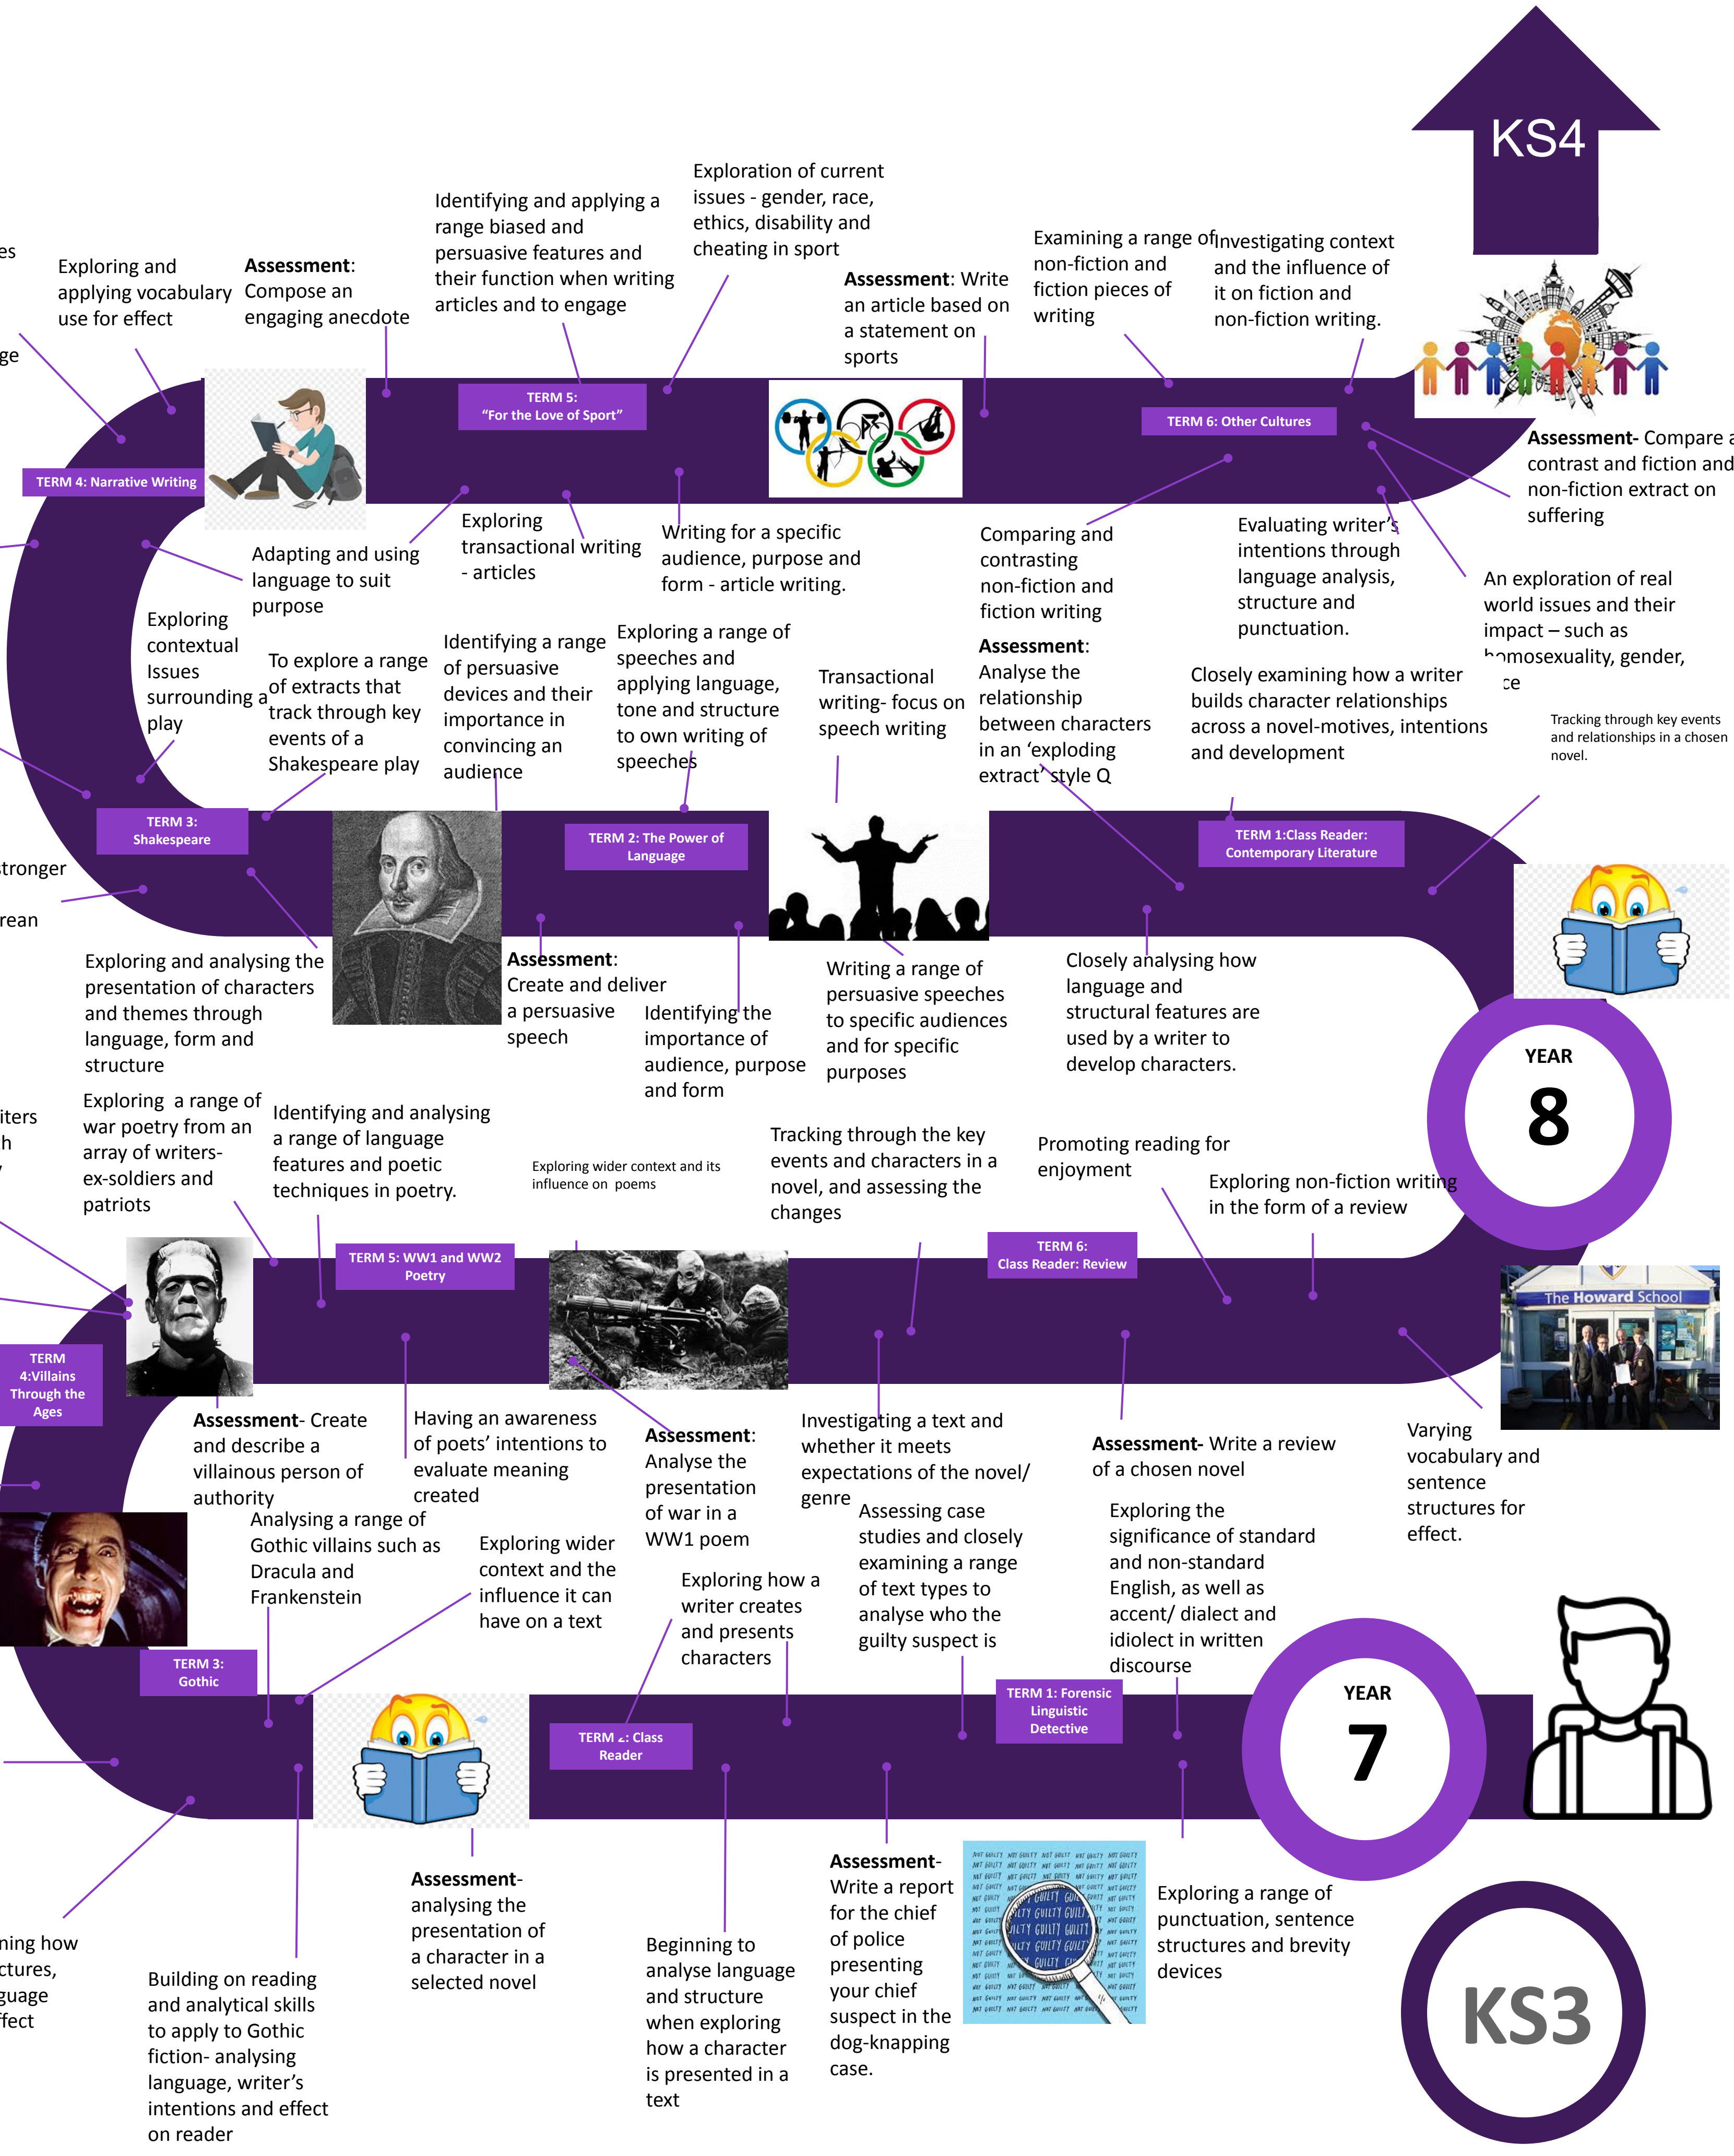 KS4
Exploration of current
issues - gender, race,
ethics, disability and
cheating in sport
Identifying and applying a
range biased and
persuasive features and
their function when writing
articles and to engage
Examining a range of
non-fiction and
fiction pieces of
writing
Investigating context
and the influence of
it on fiction and
non-fiction writing.
es
ge
Exploring and
applying vocabulary
use for effect
Assessment:
Compose an
engaging anecdote
Assessment: Write
an article based on
a statement on
sports
TERM 5:
"For the Love of Sport"
TERM 6: Other Cultures
Assessment- Compare a
contrast and fiction and
non-fiction extract on
suffering
TERM 4: Narrative Writing
Adapting and using
language to suit
purpose
Exploring
transactional writing
- articles
Writing for a specific
audience, purpose and
form - article writing.
Comparing and
contrasting
non-fiction and
fiction writing
Evaluating writer's
intentions through
language analysis,
structure and
punctuation.
An exploration of real
world issues and their
impact – such as
homosexuality, gender,
ce
Exploring
contextual
Issues
surrounding a
play
To explore a range
of extracts that
track through key
events of a
Shakespeare play
Identifying a range
of persuasive
devices and their
importance in
convincing an
audience
Exploring a range of
speeches and
applying language,
tone and structure
to own writing of
speeches
Transactional
writing- focus on
speech writing
Assessment:
Analyse the
relationship
between characters
in an ‘exploding
extract’ style Q
Closely examining how a writer
builds character relationships
across a novel-motives, intentions
and development
Tracking through key events
and relationships in a chosen
novel.
TERM 3:
Shakespeare
TERM 2: The Power of
Language
TERM 1:Class Reader:
Contemporary Literature
stronger
rean
Exploring and analysing the
presentation of characters
and themes through
language, form and
structure
Assessment:
Create and deliver
a persuasive
speech
Identifying the
importance of
audience, purpose
and form
Writing a range of
persuasive speeches
to specific audiences
and for specific
purposes
Closely analysing how
language and
structural features are
used by a writer to
develop characters.
YEAR
8
iters
h
Exploring a range of
war poetry from an
array of writers-
ex-soldiers and
patriots
Identifying and analysing
a range of language
features and poetic
techniques in poetry.
Exploring wider context and its
influence on poems
Tracking through the key
events and characters in a
novel, and assessing the
changes
Promoting reading for
enjoyment
Exploring non-fiction writing
in the form of a review
TERM 5: WW1 and WW2
Poetry
TERM 6:
Class Reader: Review
The Howard School
TERM
4:Villains
Through the
Ages
Assessment- Create
and describe a
villainous person of
authority
Having an awareness
of poets’ intentions to
evaluate meaning
created
Assessment:
Analyse the
presentation
of war in a
WW1 poem
Investigating a text and
whether it meets
expectations of the novel/
genre
Assessment- Write a review
of a chosen novel
Varying
vocabulary and
sentence
structures for
effect.
Analysing a range of
Gothic villains such as
Dracula and
Frankenstein
Exploring wider
context and the
influence it can
have on a text
Exploring how a
writer creates
and presents
characters
Assessing case
studies and closely
examining a range
of text types to
analyse who the
guilty suspect is
Exploring the
significance of standard
and non-standard
English, as well as
accent/ dialect and
idiolect in written
discourse
TERM 3:
Gothic
TERM 2: Class
Reader
TERM 1: Forensic
Linguistic
Detective
YEAR
7
ning how
ctures,
guage
ffect
Building on reading
and analytical skills
to apply to Gothic
fiction- analysing
language, writer’s
intentions and effect
on reader
Assessment-
analysing the
presentation of
a character in a
selected novel
Beginning to
analyse language
and structure
when exploring
how a character
is presented in a
text
Assessment-
Write a report
for the chief
of police
presenting
your chief
suspect in the
dog-knapping
case.
NOT GUILTY NOT GUILTY NOT GUILTY NOT GUILTY NOT GUILTY
GUILTY GUILTY GUILTY
Exploring a range of
punctuation, sentence
structures and brevity
devices
KS3